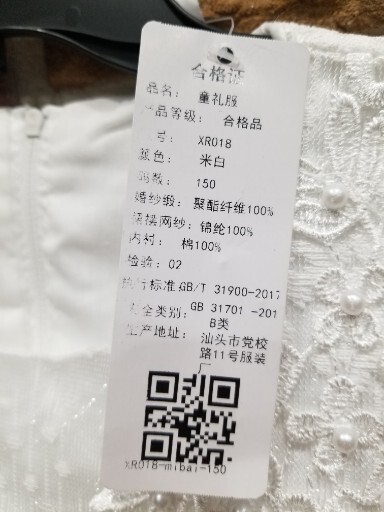 合格证
品名： 童礼服
产品等级： 合格品
号： XR018
颜色： 米白
码数： 150
婚纱缎：聚酯纤维100%
裙摆网纱：锦纶100%
内衬： 棉100%
检验：02
执行标准:GB/T 31900-2017
安全类别：GB 31701 -201
B类
生产地址： 汕头市党校
路11号服装
厂
XR018-mibai-150